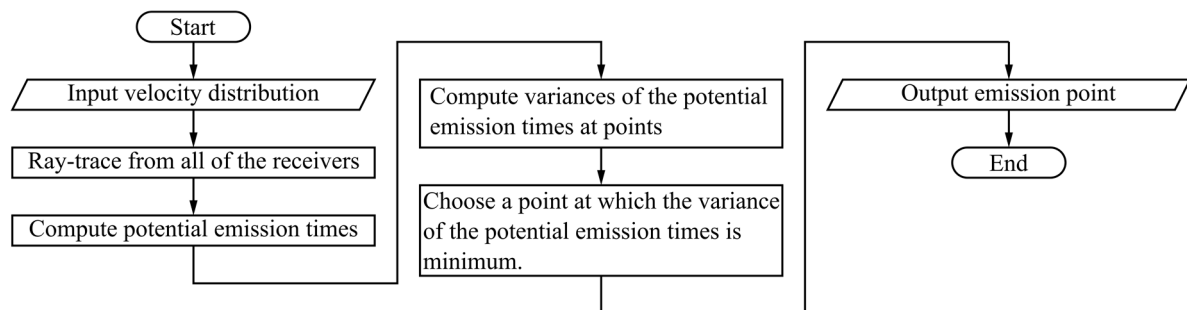 Start
Input velocity distribution
Ray-trace from all of the receivers
Compute potential emission times
Compute variances of the potential
emission times at points
Choose a point at which the variance
of the potential emission times is
minimum.
Output emission point
End